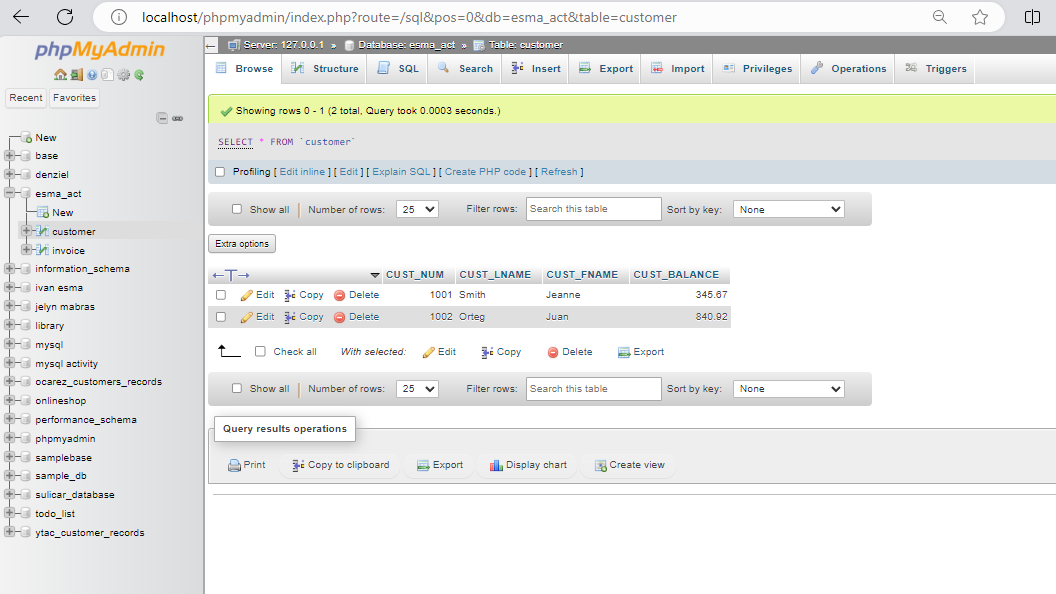 localhost/phpmyadmin/index.php?route=/sql&pos=0&db=esma_act&table=customer
phpMyAdmin
Recent Favorites
New
base
denziel
esma_act
New
customer
invoice
information_schema
ivan esma
jelyn mabras
library
mysql
mysql activity
ocarez_customers_records
onlineshop
performance_schema
phpmyadmin
samplebase
sample_db
sulicar_database
todo_list
ytac_customer_records
Server: 127.0.0.1 » Database: esma_act » Table: customer
Browse Structure SQL Search Insert Export Import Privileges Operations Triggers
Showing rows 0 - 1 (2 total, Query took 0.0003 seconds.)
SELECT * FROM `customer`
Profiling [ Edit inline ] [ Edit ] [ Explain SQL ] [ Create PHP code ] [ Refresh ]
Show all Number of rows: 25 Filter rows: Search this table Sort by key: None
Extra options
CUST_NUM CUST_LNAME CUST_FNAME CUST_BALANCE
Edit Copy Delete 1001 Smith Jeanne 345.67
Edit Copy Delete 1002 Orteg Juan 840.92
Check all With selected: Edit Copy Delete Export
Show all Number of rows: 25 Filter rows: Search this table Sort by key: None
Query results operations
Print Copy to clipboard Export Display chart Create view